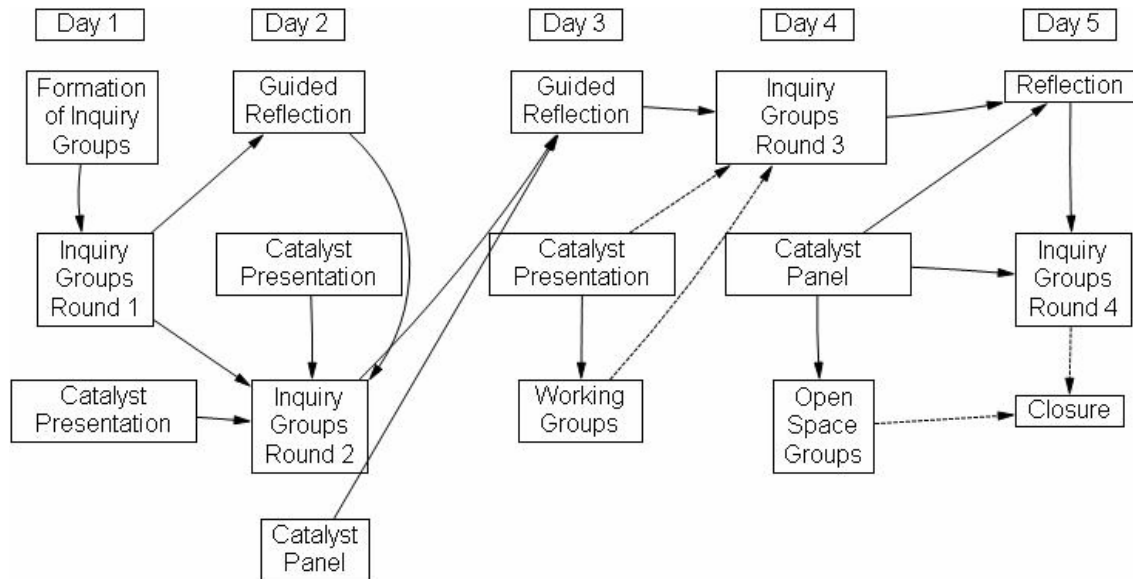 Day 1
Day 2
Day 3
Day 4
Day 5
Formation
of Inquiry
Groups
Guided
Reflection
Guided
Reflection
Inquiry
Groups
Round 3
Reflection
Inquiry
Groups
Round 1
Catalyst
Presentation
Catalyst
Presentation
Catalyst
Panel
Inquiry
Groups
Round 4
Catalyst
Presentation
Inquiry
Groups
Round 2
Working
Groups
Open
Space
Groups
Closure
Catalyst
Panel